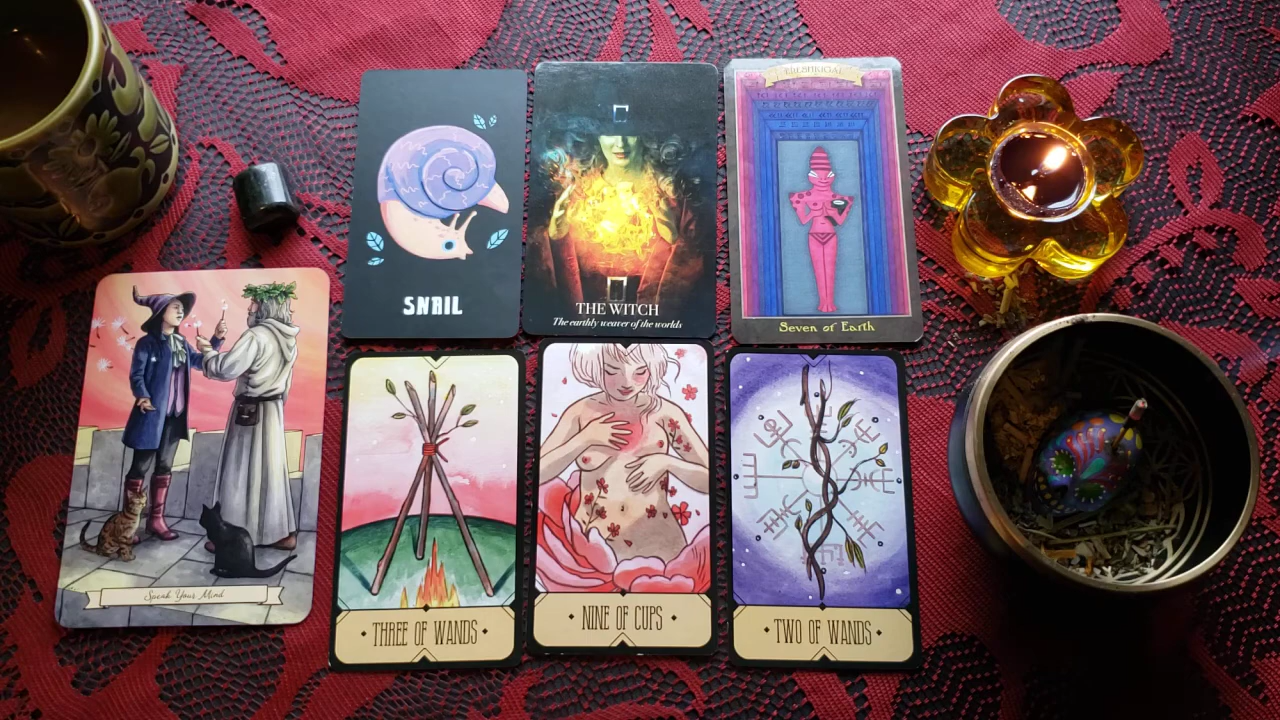 SNAIL
THE WITCH
The earthly weaver of the worlds
ERESHKIGAL
Seven of Earth
Speak Your Mind
THREE OF WANDS
NINE OF CUPS
TWO OF WANDS